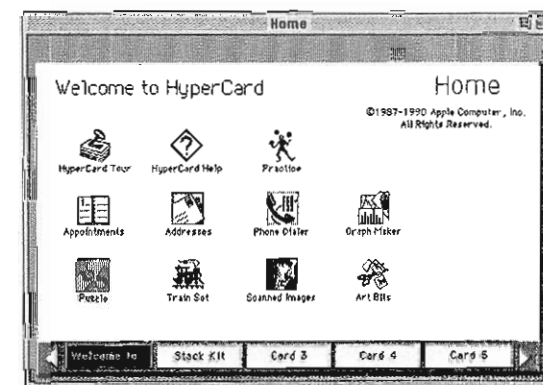 Home
Welcome to HyperCard
Home
©1987-1990 Apple Computer, Inc.
All Rights Reserved.
HyperCard Tour
HyperCard Help
Practice
Appointments
Addresses
Phone Dialer
Graph Maker
Puzzle
Train Set
Scanned Images
Art Bits
Welcome to
Stack Kit
Card 3
Card 4
Card 5